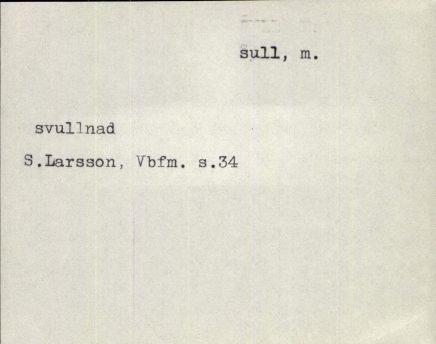 sull, m.
svullnad
S.Larsson, Vbfm. s.34